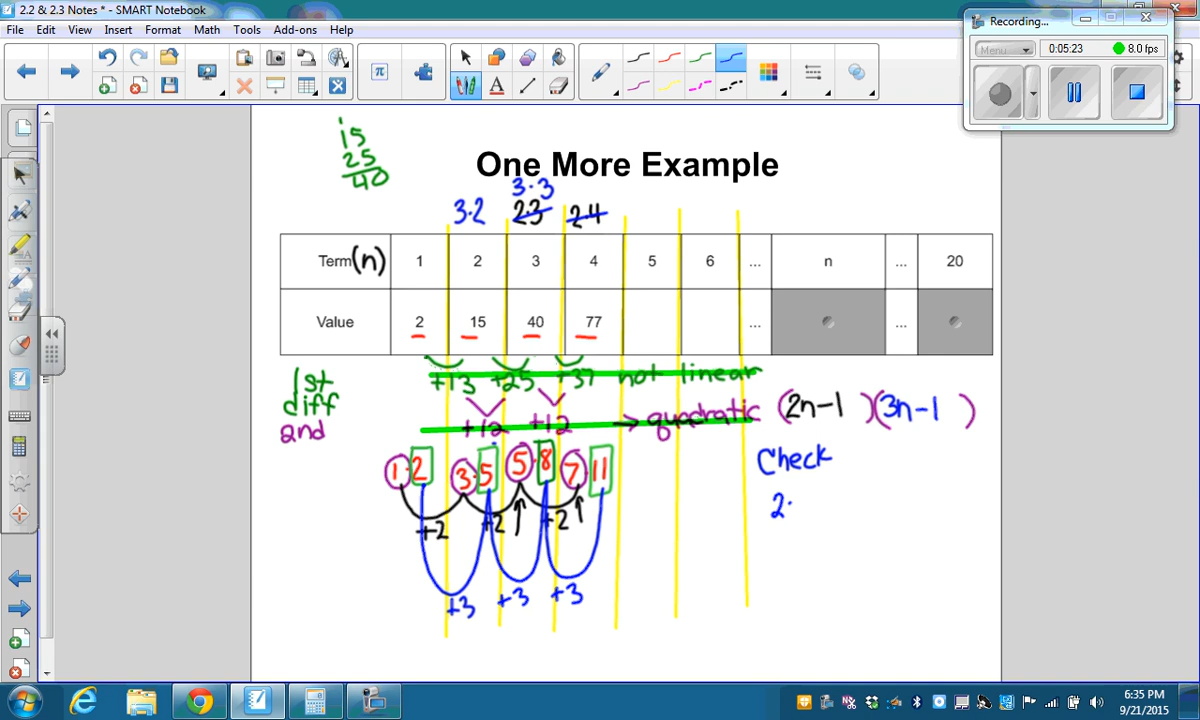 2.2 & 2.3 Notes * - SMART Notebook
File Edit View Insert Format Math Tools Add-ons Help
Recording...
Menu 0:05:23 8.0 fps
15
25
40
One More Example
3·2 3·3
2·3 2·4
Term (n) 1 2 3 4 5 6 ... n ... 20
Value 2 15 40 77 ... ...
1st diff +13 +25 +37 not linear
2nd +12 +12 → quadratic (2n-1)(3n-1)
1·2 3·5 5·8 7 11
+2 +2 +2
+3 +3 +3
Check
2·
6:35 PM
9/21/2015